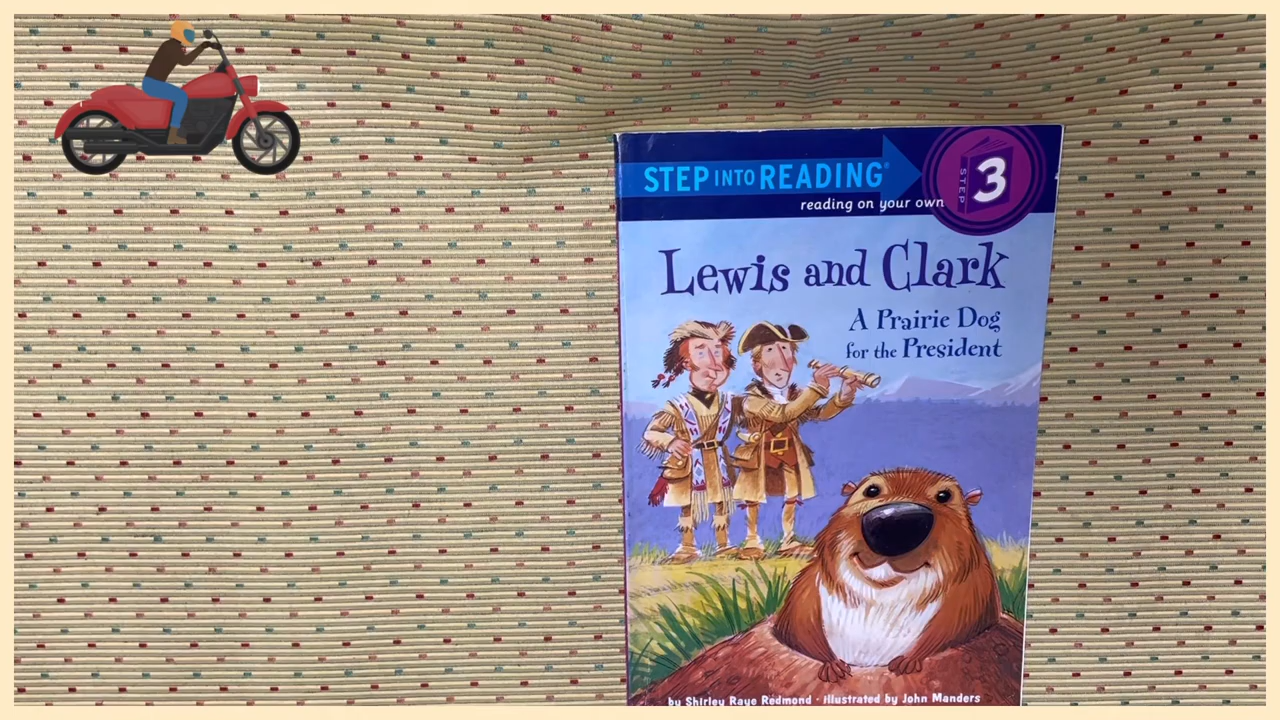 STEP INTO READING®
reading on your own
STEP 3
Lewis and Clark
A Prairie Dog
for the President
by Shirley Raye Redmond · illustrated by John Manders